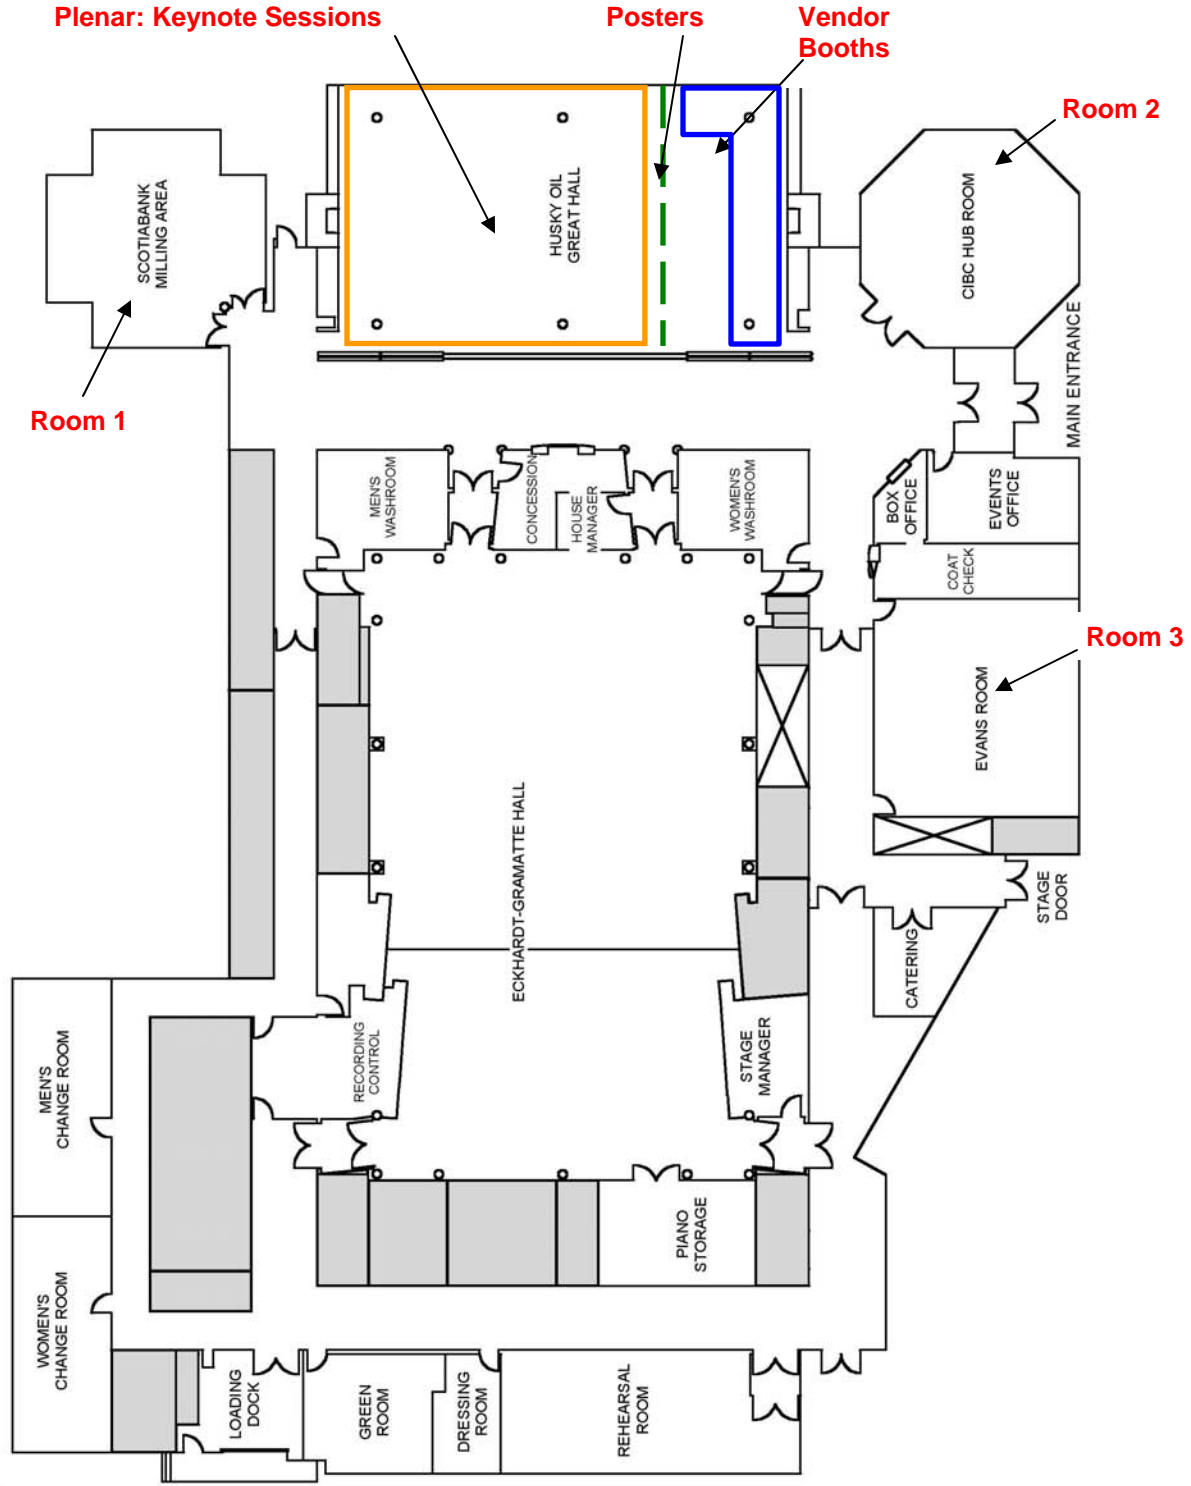 Plenar: Keynote Sessions
Posters
Vendor
Booths
Room 2
SCOTIABANK
MILLING AREA
HUSKY OIL
GREAT HALL
CIBC HUB ROOM
MAIN ENTRANCE
Room 1
MEN'S
WASHROOM
CONCESSION
HOUSE
MANAGER
WOMEN'S
WASHROOM
BOX
OFFICE
EVENTS
OFFICE
COAT
CHECK
Room 3
EVANS ROOM
ECKHARDT-GRAMATTE HALL
STAGE
DOOR
CATERING
RECORDING
CONTROL
STAGE
MANAGER
MEN'S
CHANGE ROOM
PIANO
STORAGE
WOMEN'S
CHANGE ROOM
LOADING
DOCK
GREEN
ROOM
DRESSING
ROOM
REHEARSAL
ROOM